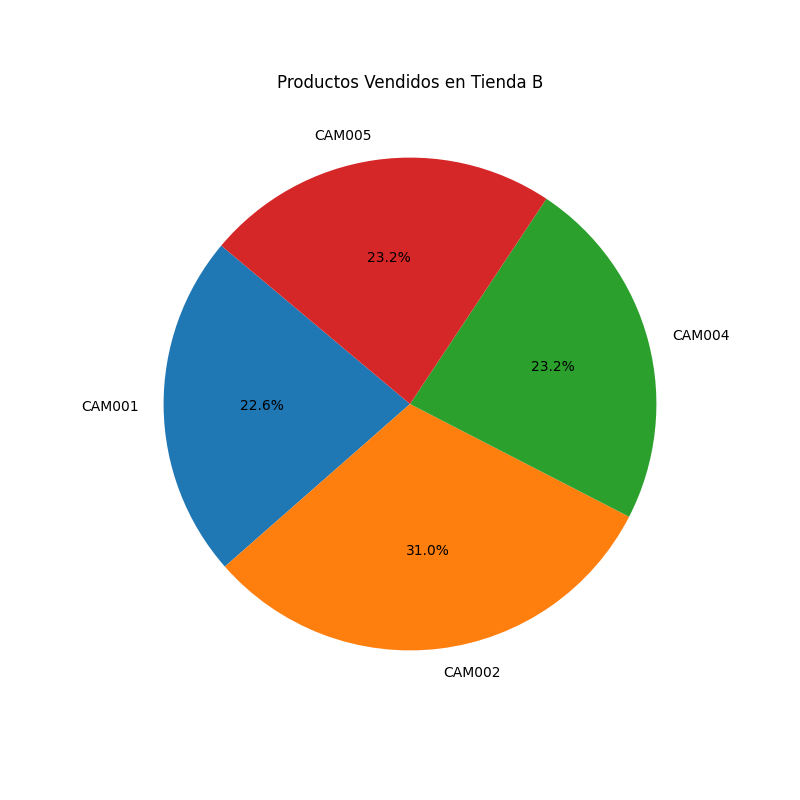 Productos Vendidos en Tienda B
CAM005
23.2%
CAM004
23.2%
CAM001
22.6%
31.0%
CAM002